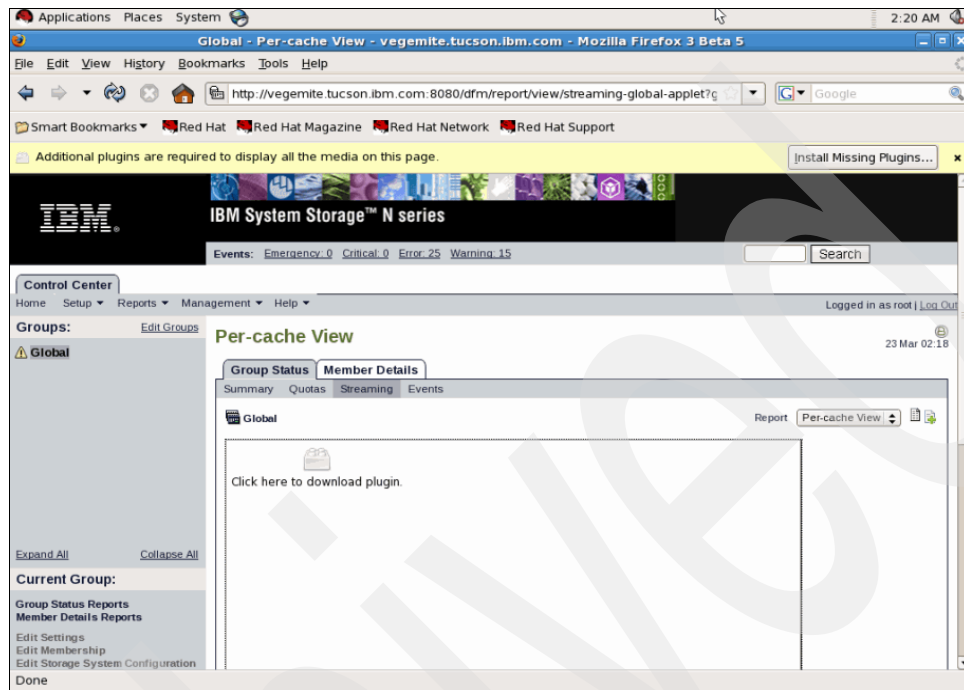 Applications Places System 2:20 AM
Global - Per-cache View - vegemite.tucson.ibm.com - Mozilla Firefox 3 Beta 5
File Edit View History Bookmarks Tools Help
http://vegemite.tucson.ibm.com:8080/dfm/report/view/streaming-global-applet?g G Google
Smart Bookmarks Red Hat Red Hat Magazine Red Hat Network Red Hat Support
Additional plugins are required to display all the media on this page. Install Missing Plugins...
IBM
IBM System Storage™ N series
Events: Emergency: 0 Critical: 0 Error: 25 Warning: 15 Search
Control Center
Home Setup Reports Management Help Logged in as root | Log Out
Groups: Edit Groups
Global
Per-cache View
23 Mar 02:18
Group Status Member Details
Summary Quotas Streaming Events
Global Report Per-cache View
Click here to download plugin.
Expand All Collapse All
Current Group:
Group Status Reports
Member Details Reports
Edit Settings
Edit Membership
Edit Storage System Configuration
Done